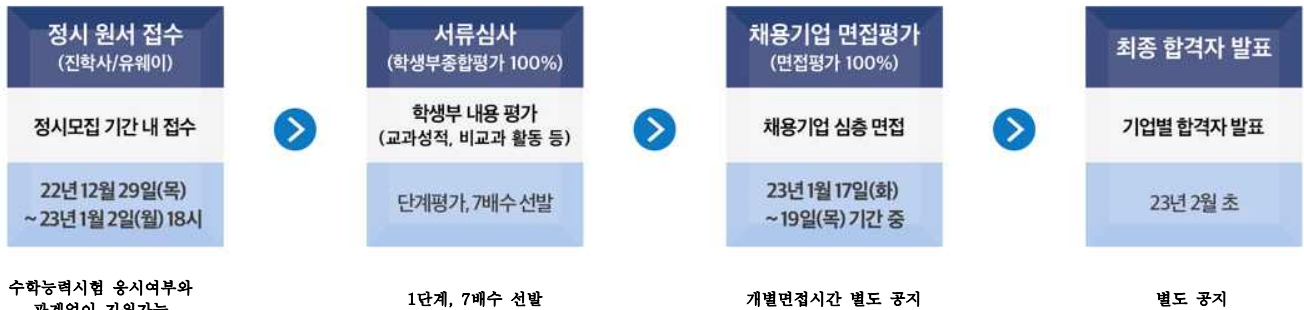 정시 원서 접수
(진학사/유웨이)
정시모집 기간 내 접수
22년 12월 29일(목)
~ 23년 1월 2일(월) 18시
수학능력시험 응시여부와
서류심사
(학생부종합평가 100%)
학생부 내용 평가
(교과성적, 비교과 활동 등)
단계평가, 7배수 선발
1단계, 7배수 선발
채용기업 면접평가
(면접평가 100%)
채용기업 심층 면접
23년 1월 17일(화)
~ 19일(목) 기간 중
개별면접시간 별도 공지
최종 합격자 발표
기업별 합격자 발표
23년 2월 초
별도 공지